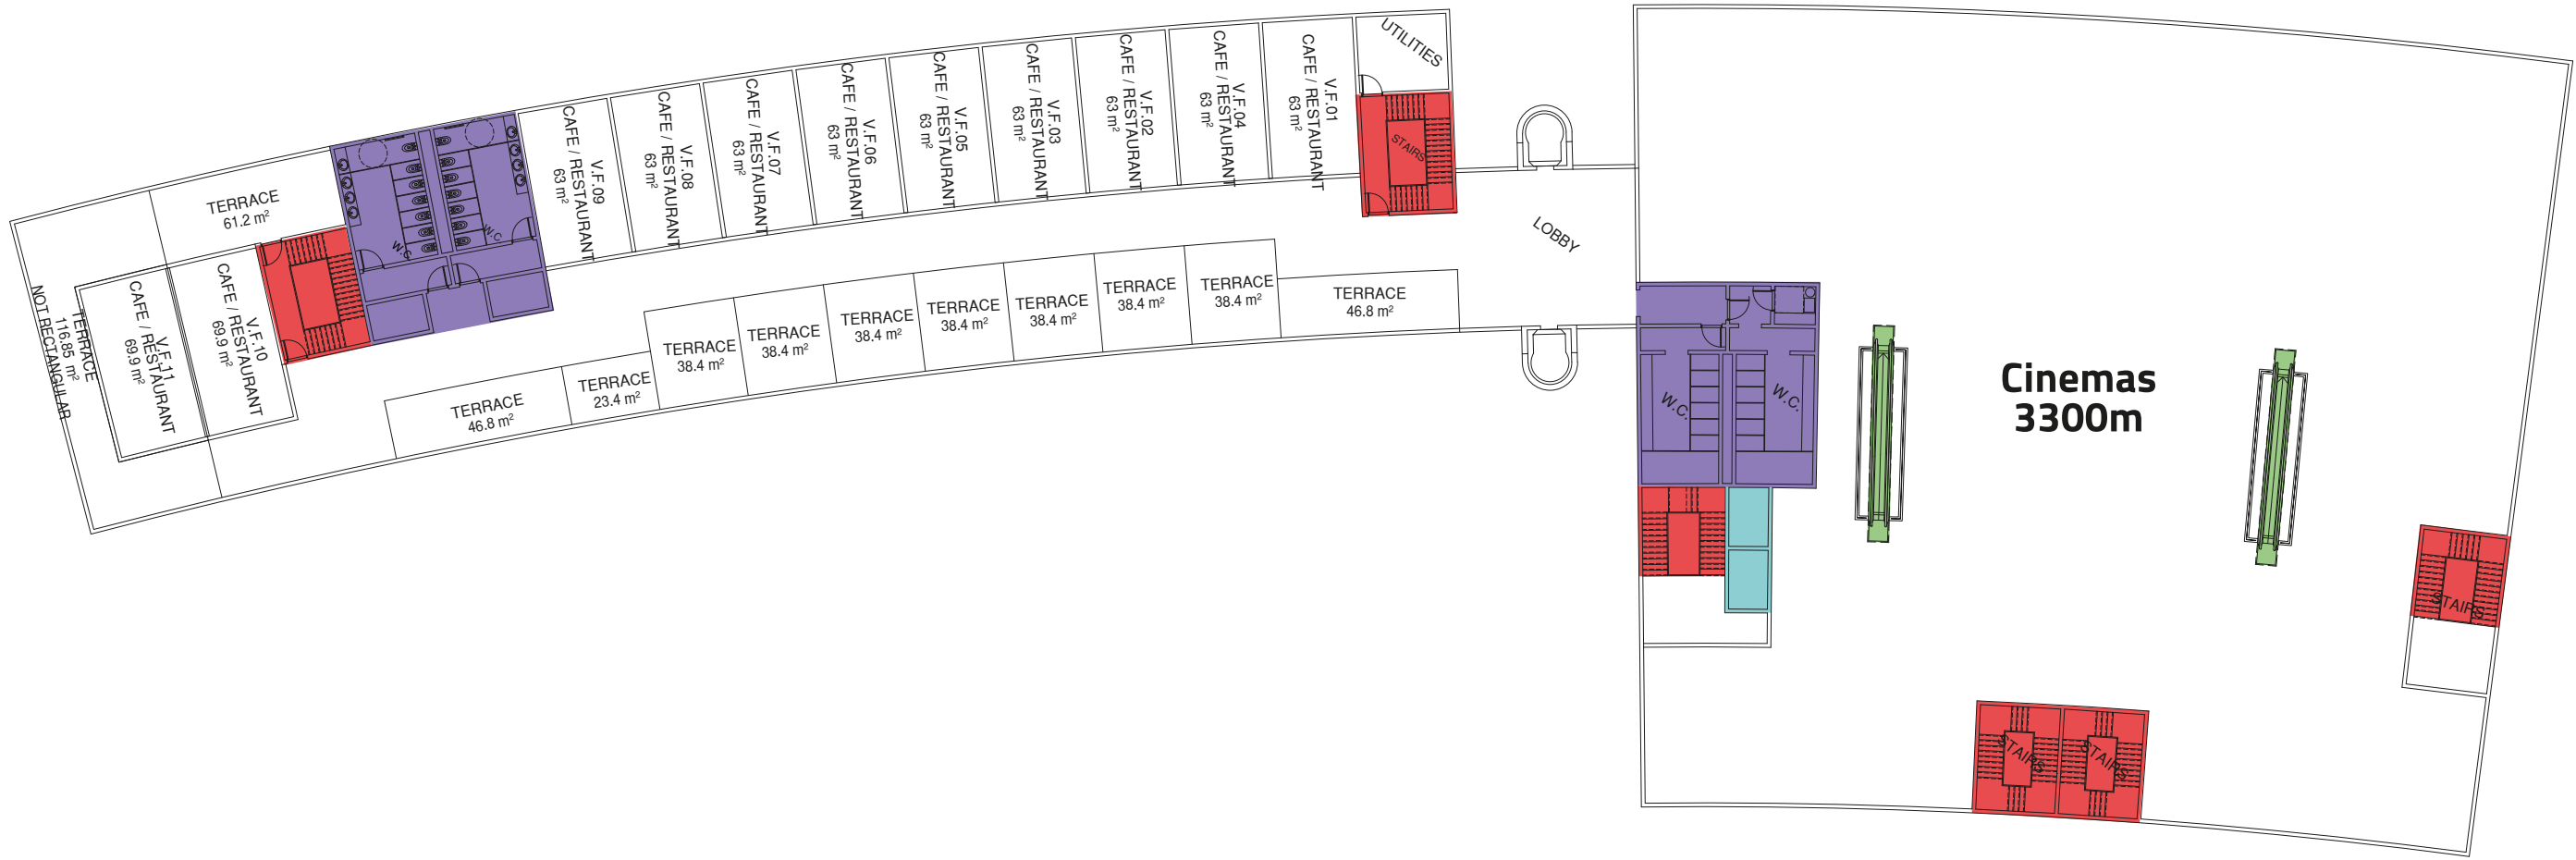 NOT RECTANGULAR
116.85 m²
TERRACE
V.F.11
CAFE / RESTAURANT
69.9 m²
V.F.10
CAFE / RESTAURANT
69.9 m²
TERRACE
61.2 m²
W.C
W.C
V.F.09
CAFE / RESTAURANT
63 m²
V.F.08
CAFE / RESTAURANT
63 m²
V.F.07
CAFE / RESTAURANT
63 m²
V.F.06
CAFE / RESTAURANT
63 m²
V.F.05
CAFE / RESTAURANT
63 m²
V.F.03
CAFE / RESTAURANT
63 m²
V.F.02
CAFE / RESTAURANT
63 m²
V.F.04
CAFE / RESTAURANT
63 m²
V.F.01
CAFE / RESTAURANT
63 m²
UTILITIES
STAIRS
LOBBY
TERRACE
46.8 m²
TERRACE
23.4 m²
TERRACE
38.4 m²
TERRACE
38.4 m²
TERRACE
38.4 m²
TERRACE
38.4 m²
TERRACE
38.4 m²
TERRACE
38.4 m²
TERRACE
38.4 m²
TERRACE
46.8 m²
W.C.
W.C.
Cinemas
3300m
STAIRS
STAIRS
STAIRS